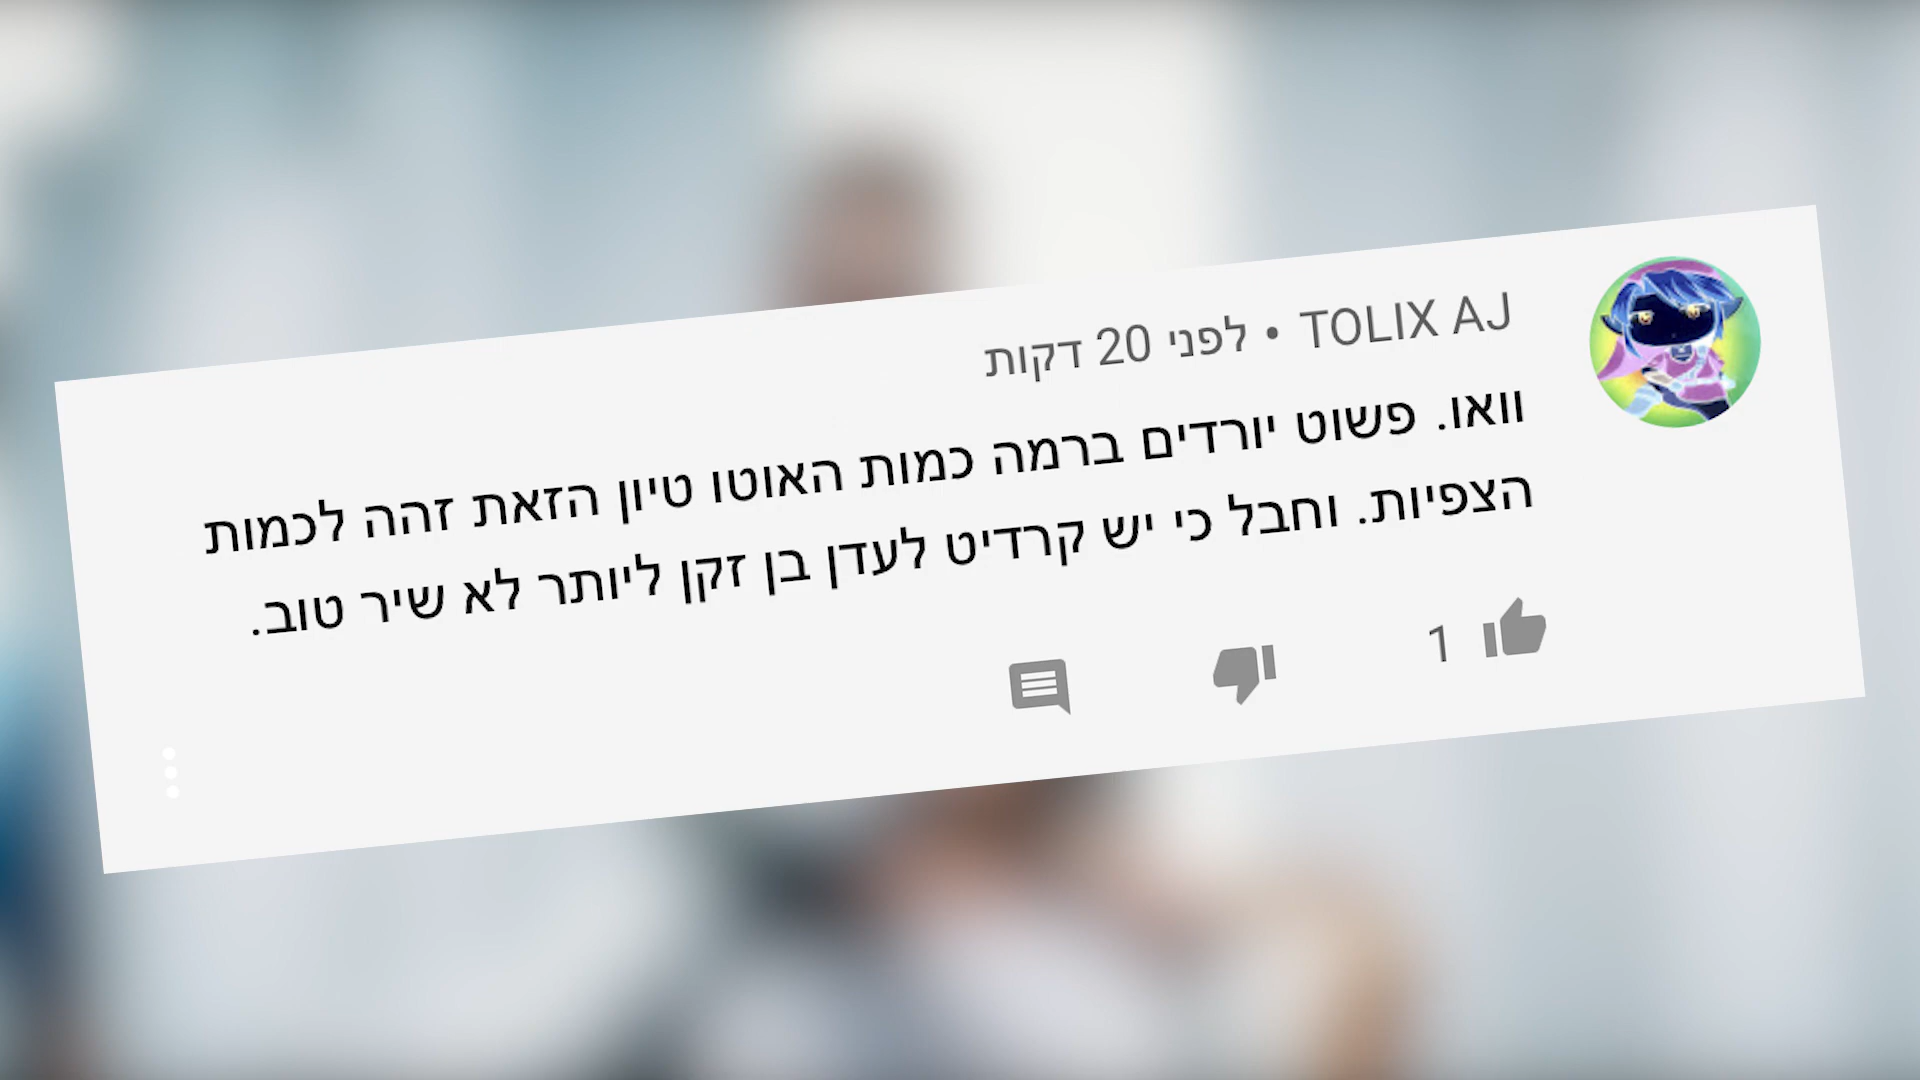 TOLIX AJ • לפני 20 דקות
וואו. פשוט יורדים ברמה כמות האוטו טיון הזאת זהה לכמות
הצפיות. וחבל כי יש קרדיט לעדן בן זקן ליותר לא שיר טוב.
1